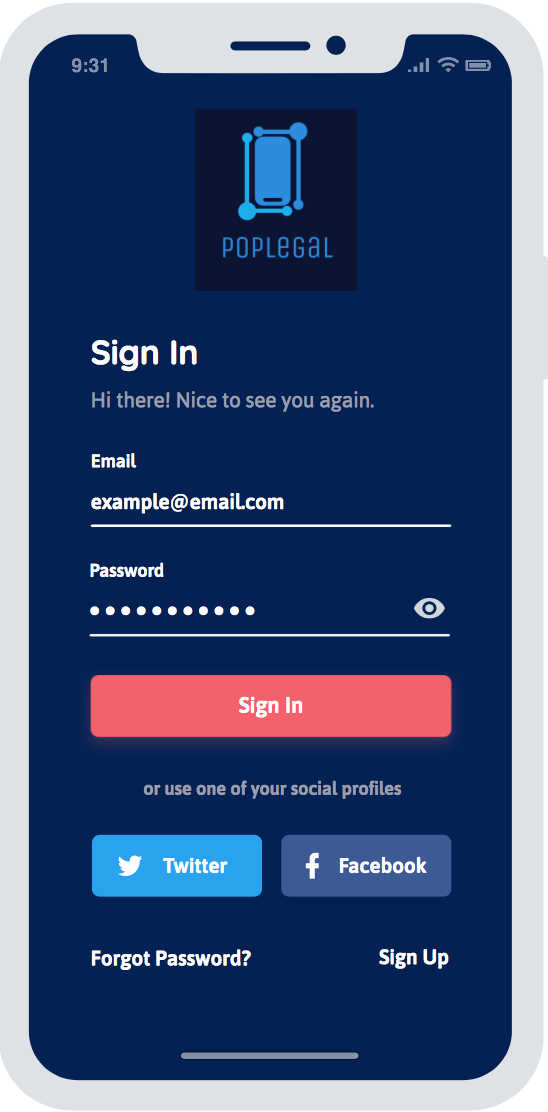 9:31
POPLEGAL
Sign In
Hi there! Nice to see you again.
Email
example@email.com
Password
Sign In
or use one of your social profiles
Twitter
Facebook
Forgot Password?
Sign Up